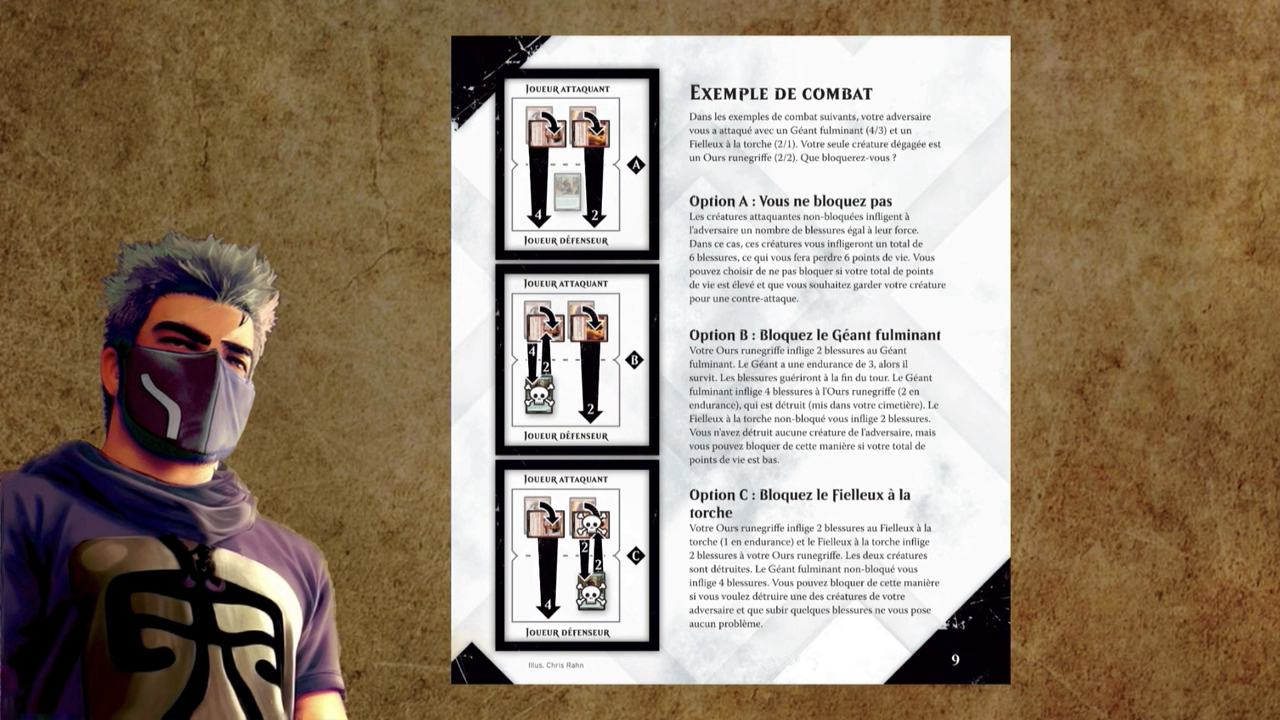 JOUEUR ATTAQUANT
4
2
A
JOUEUR DÉFENSEUR
JOUEUR ATTAQUANT
4
2
2
B
JOUEUR DÉFENSEUR
JOUEUR ATTAQUANT
2
2
4
C
JOUEUR DÉFENSEUR
Illus. Chris Rahn
EXEMPLE DE COMBAT
Dans les exemples de combat suivants, votre adversaire
vous a attaqué avec un Géant fulminant (4/3) et un
Fielleux à la torche (2/1). Votre seule créature dégagée est
un Ours runegriffe (2/2). Que bloquerez-vous ?
Option A : Vous ne bloquez pas
Les créatures attaquantes non-bloquées infligent à
l'adversaire un nombre de blessures égal à leur force.
Dans ce cas, ces créatures vous infligeront un total de
6 blessures, ce qui vous fera perdre 6 points de vie. Vous
pouvez choisir de ne pas bloquer si votre total de points
de vie est élevé et que vous souhaitez garder votre créature
pour une contre-attaque.
Option B : Bloquez le Géant fulminant
Votre Ours runegriffe inflige 2 blessures au Géant
fulminant. Le Géant a une endurance de 3, alors il
survit. Les blessures guériront à la fin du tour. Le Géant
fulminant inflige 4 blessures à l'Ours runegriffe (2 en
endurance), qui est détruit (mis dans votre cimetière). Le
Fielleux à la torche non-bloqué vous inflige 2 blessures.
Vous n'avez détruit aucune créature de l'adversaire, mais
vous pouvez bloquer de cette manière si votre total de
points de vie est bas.
Option C : Bloquez le Fielleux à la
torche
Votre Ours runegriffe inflige 2 blessures au Fielleux à la
torche (1 en endurance) et le Fielleux à la torche inflige
2 blessures à votre Ours runegriffe. Les deux créatures
sont détruites. Le Géant fulminant non-bloqué vous
inflige 4 blessures. Vous pouvez bloquer de cette manière
si vous voulez détruire une des créatures de votre
adversaire et que subir quelques blessures ne vous pose
aucun problème.
9